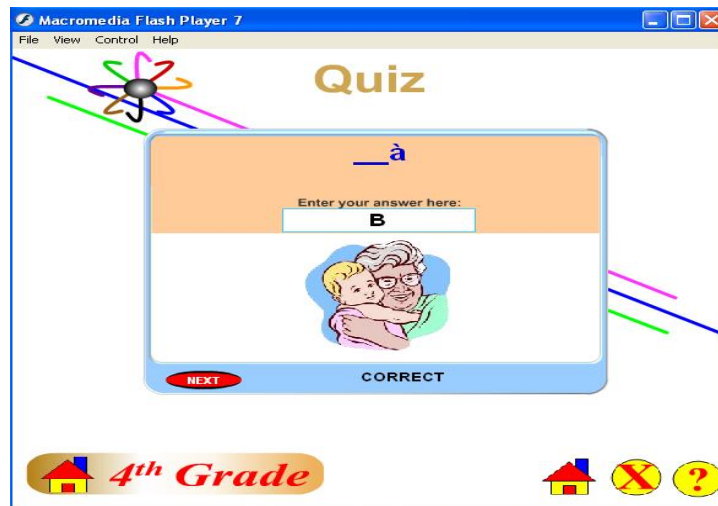 Macromedia Flash Player 7
File View Control Help
Quiz
__à
Enter your answer here:
B
NEXT CORRECT
4th Grade
X ?